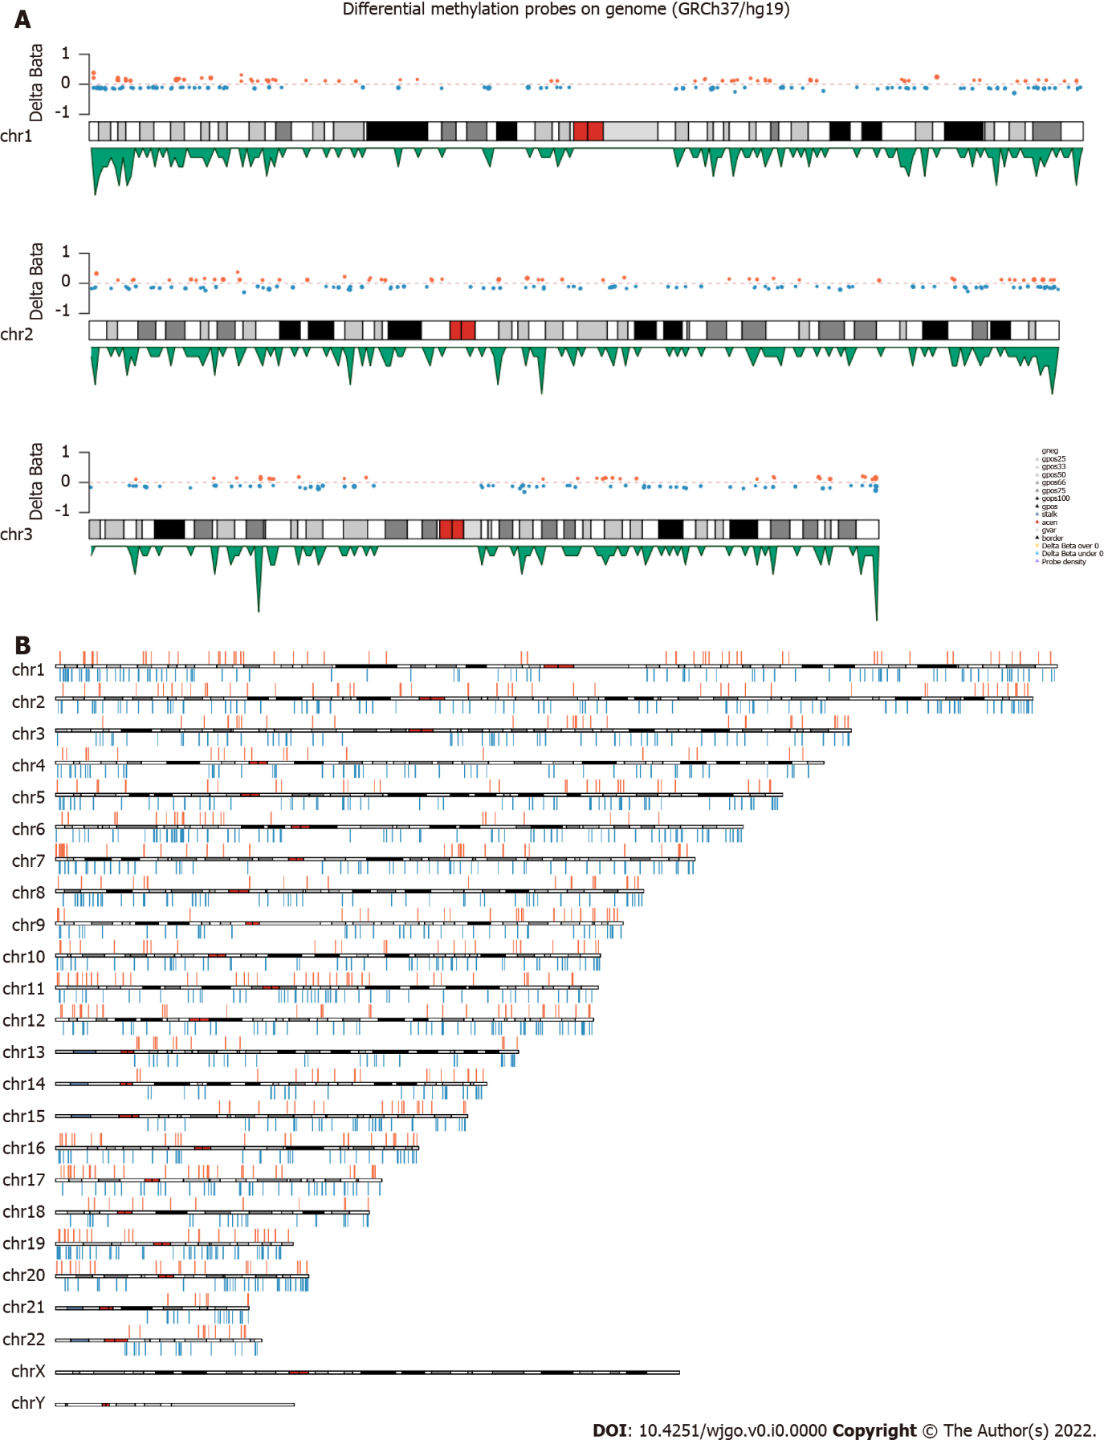 Differential methylation probes on genome (GRCh37/hg19)
A
1
0
-1
Delta Bata
chr1
1
0
-1
Delta Bata
chr2
1
0
-1
Delta Bata
chr3
gneg
gpos25
gpos33
gpos50
gpos66
gpos75
gops100
gpos
stalk
acen
gvar
border
Delta Beta over 0
Delta Beta under 0
Probe density
B
chr1
chr2
chr3
chr4
chr5
chr6
chr7
chr8
chr9
chr10
chr11
chr12
chr13
chr14
chr15
chr16
chr17
chr18
chr19
chr20
chr21
chr22
chrX
chrY
DOI: 10.4251/wjgo.v0.i0.0000 Copyright © The Author(s) 2022.